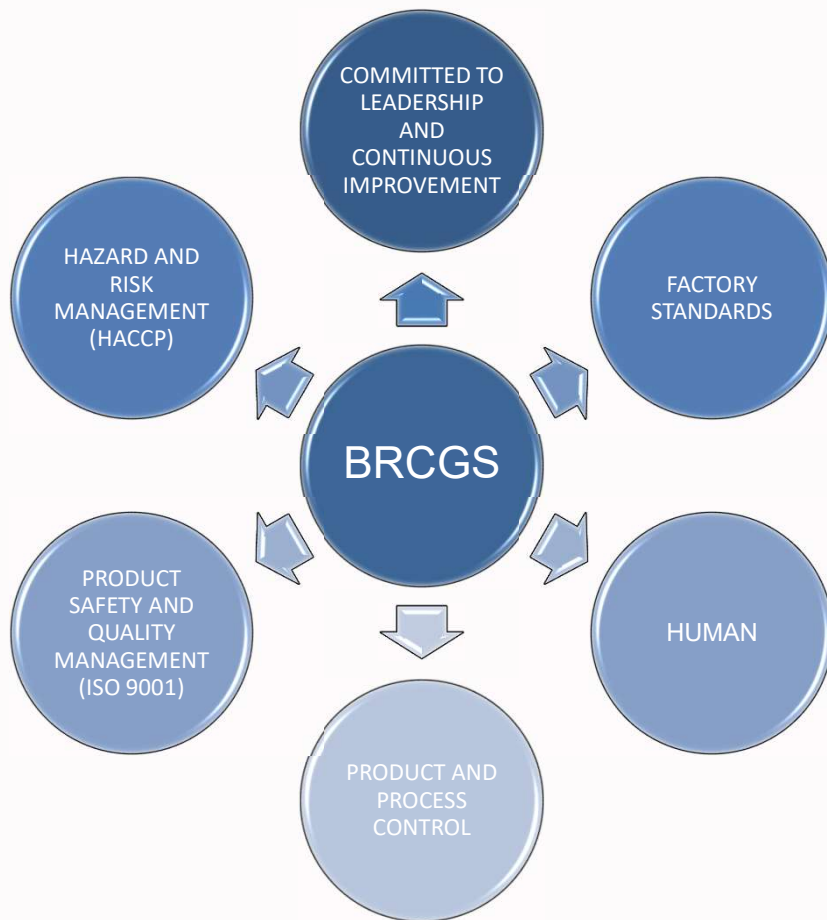 COMMITTED TO
LEADERSHIP
AND
CONTINUOUS
IMPROVEMENT
HAZARD AND
RISK
MANAGEMENT
(HACCP)
FACTORY
STANDARDS
BRCGS
PRODUCT
SAFETY AND
QUALITY
MANAGEMENT
(ISO 9001)
HUMAN
PRODUCT AND
PROCESS
CONTROL